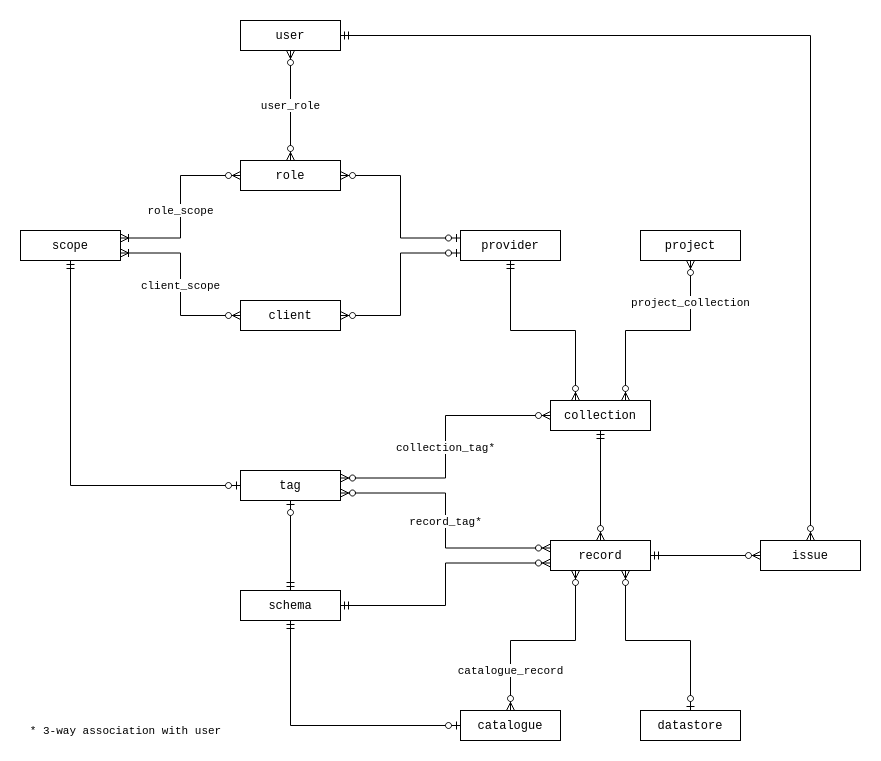 user
user_role
role
role_scope
scope
provider
project
client_scope
project_collection
client
collection
collection_tag*
tag
record_tag*
record
issue
schema
catalogue_record
catalogue
datastore
* 3-way association with user